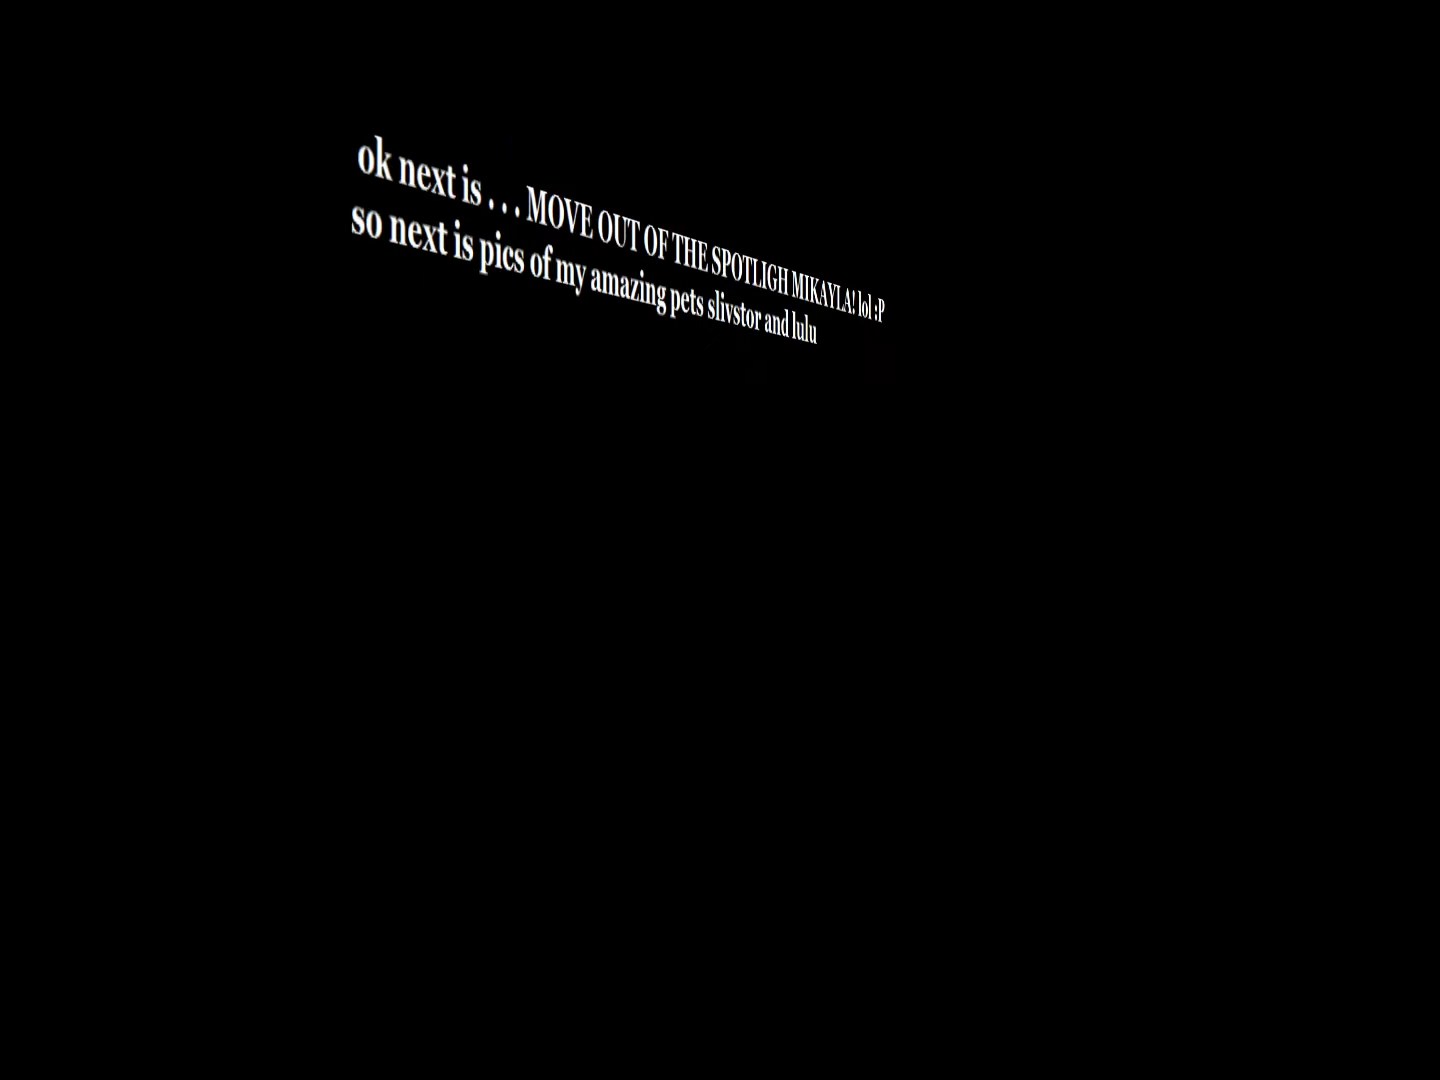 ok next is . . . MOVE OUT OF THE SPOTLIGH MIKAYLA! lol :P
so next is pics of my amazing pets slivstor and lulu